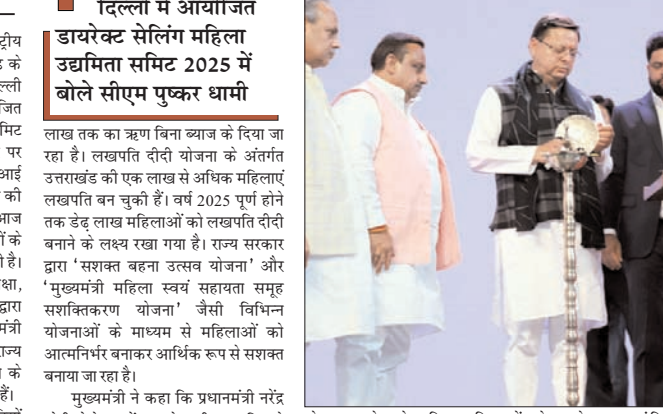 दिल्ली में आयोजित
डायरेक्ट सेलिंग महिला
उद्यमिता समिट 2025 में
बोले सीएम पुष्कर धामी
लाख तक का ऋण बिना ब्याज के दिया जा
रहा है। लखपति दीदी योजना के अंतर्गत
उत्तराखंड की एक लाख से अधिक महिलाएं
लखपति बन चुकी हैं। वर्ष 2025 पूर्ण होने
तक डेढ़ लाख महिलाओं को लखपति दीदी
बनाने के लक्ष्य रखा गया है। राज्य सरकार
द्वारा ‘सशक्त बहना उत्सव योजना’ और
‘मुख्यमंत्री महिला स्वयं सहायता समूह
सशक्तिकरण योजना’ जैसी विभिन्न
योजनाओं के माध्यम से महिलाओं को
आत्मनिर्भर बनाकर आर्थिक रूप से सशक्त
बनाया जा रहा है।
मुख्यमंत्री ने कहा कि प्रधानमंत्री नरेंद्र